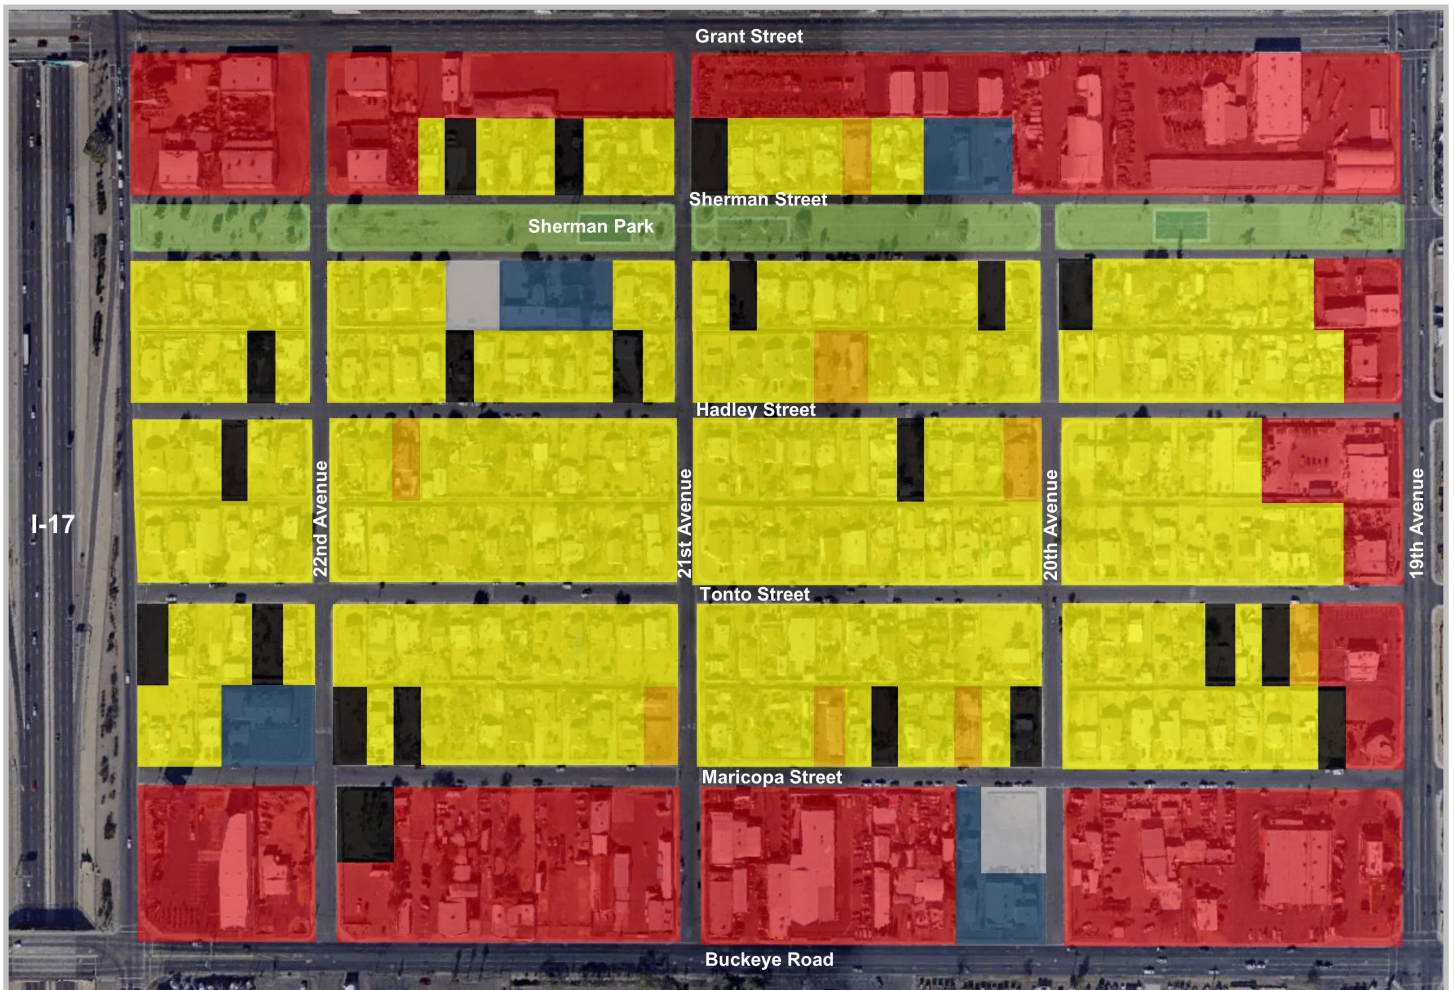 Grant Street
Sherman Street
Sherman Park
Hadley Street
I-17
22nd Avenue
21st Avenue
20th Avenue
19th Avenue
Tonto Street
Maricopa Street
Buckeye Road